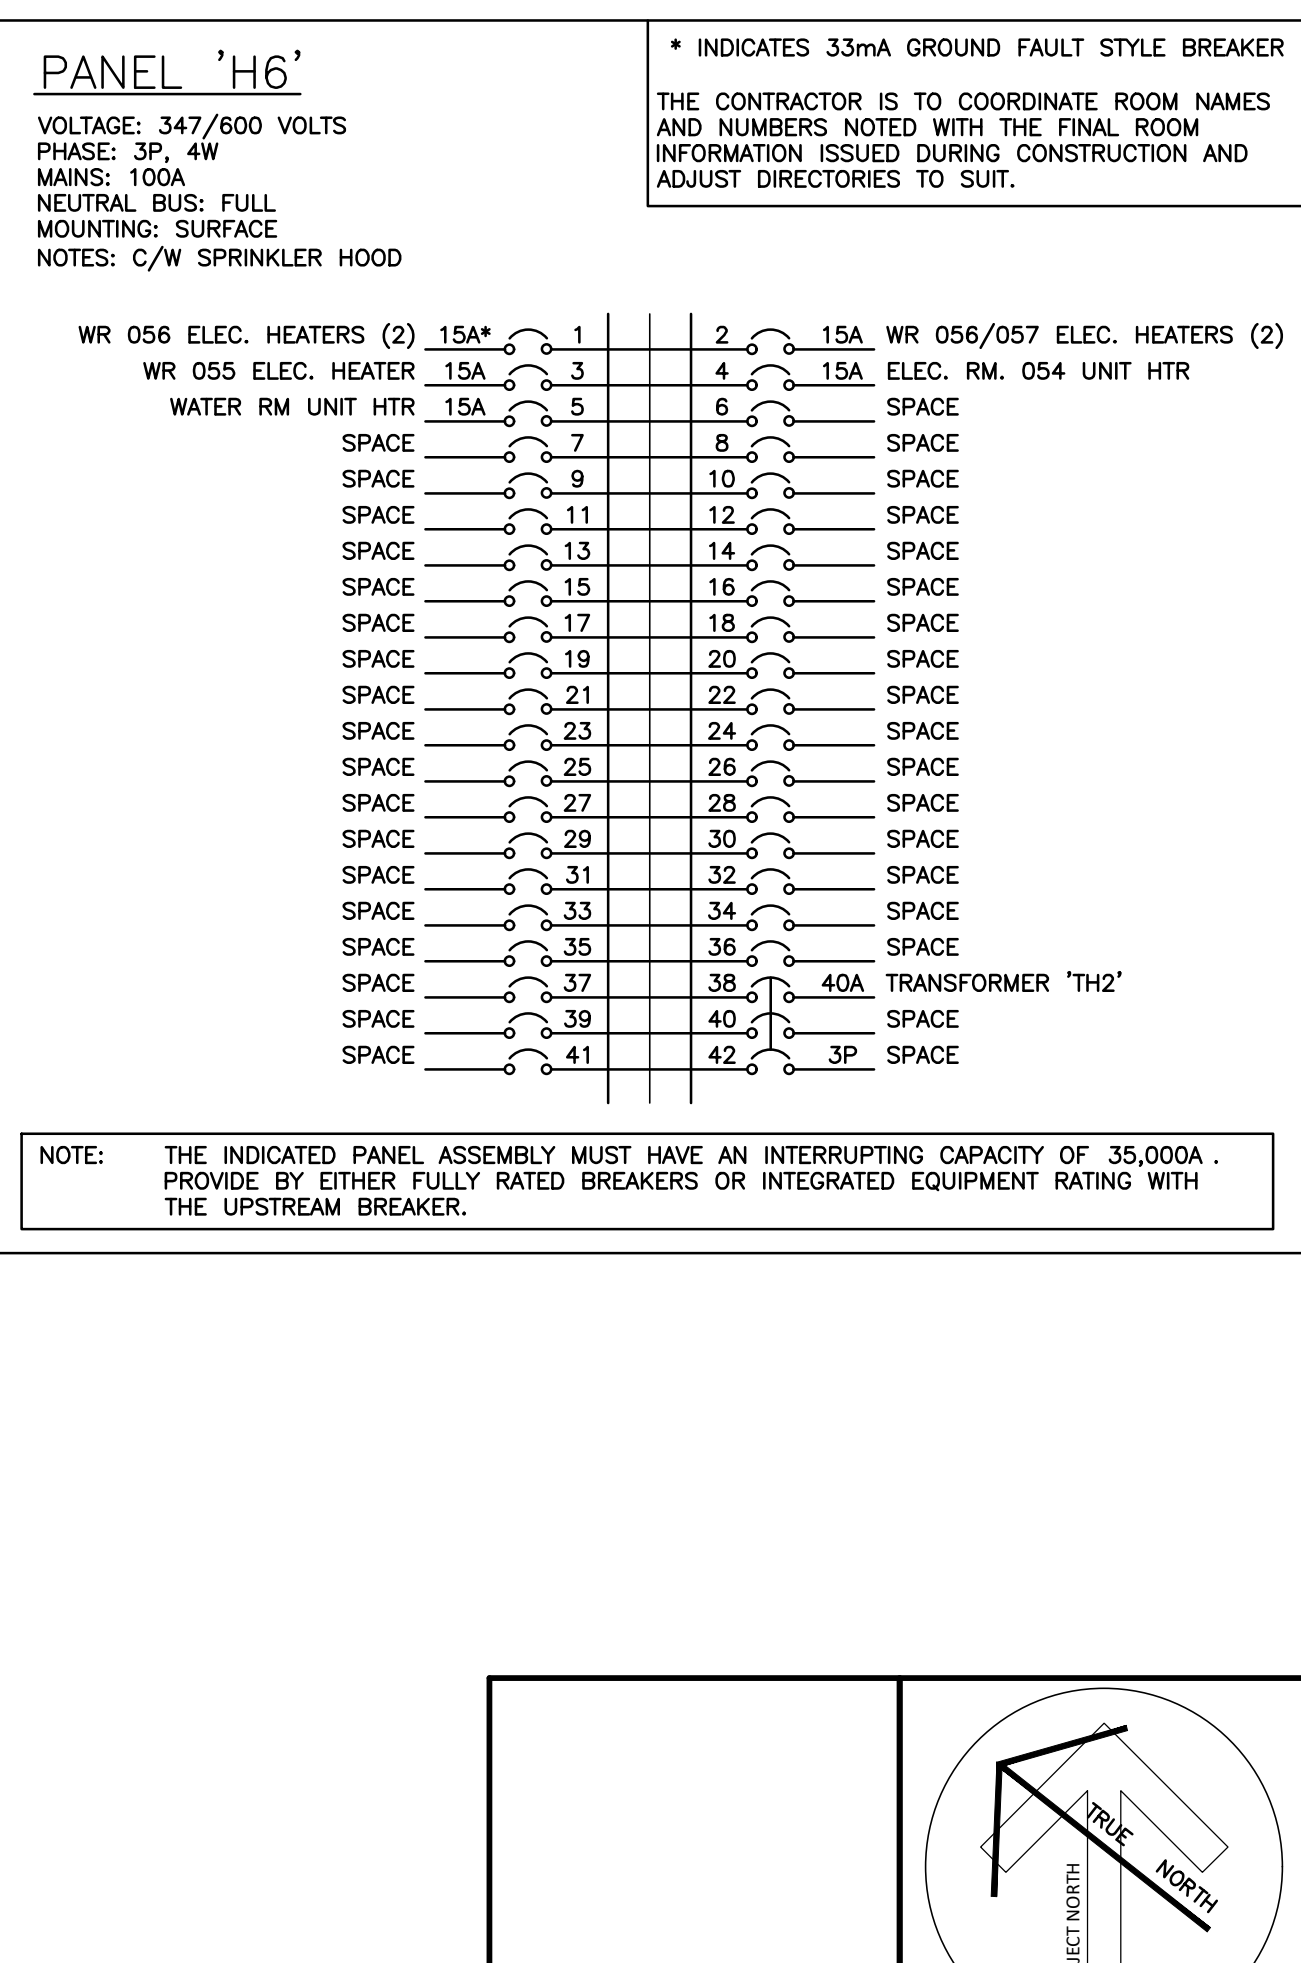 PANEL 'H6'
VOLTAGE: 347/600 VOLTS
PHASE: 3P, 4W
MAINS: 100A
NEUTRAL BUS: FULL
MOUNTING: SURFACE
NOTES: C/W SPRINKLER HOOD
* INDICATES 33mA GROUND FAULT STYLE BREAKER
THE CONTRACTOR IS TO COORDINATE ROOM NAMES
AND NUMBERS NOTED WITH THE FINAL ROOM
INFORMATION ISSUED DURING CONSTRUCTION AND
ADJUST DIRECTORIES TO SUIT.
WR 056 ELEC. HEATERS (2) 15A* 1 2 15A WR 056/057 ELEC. HEATERS (2)
WR 055 ELEC. HEATER 15A 3 4 15A ELEC. RM. 054 UNIT HTR
WATER RM UNIT HTR 15A 5 6 SPACE
SPACE 7 8 SPACE
SPACE 9 10 SPACE
SPACE 11 12 SPACE
SPACE 13 14 SPACE
SPACE 15 16 SPACE
SPACE 17 18 SPACE
SPACE 19 20 SPACE
SPACE 21 22 SPACE
SPACE 23 24 SPACE
SPACE 25 26 SPACE
SPACE 27 28 SPACE
SPACE 29 30 SPACE
SPACE 31 32 SPACE
SPACE 33 34 SPACE
SPACE 35 36 SPACE
SPACE 37 38 40A TRANSFORMER 'TH2'
SPACE 39 40 SPACE
SPACE 41 42 3P SPACE
NOTE: THE INDICATED PANEL ASSEMBLY MUST HAVE AN INTERRUPTING CAPACITY OF 35,000A .
PROVIDE BY EITHER FULLY RATED BREAKERS OR INTEGRATED EQUIPMENT RATING WITH
THE UPSTREAM BREAKER.
TRUE NORTH
JECT NORTH